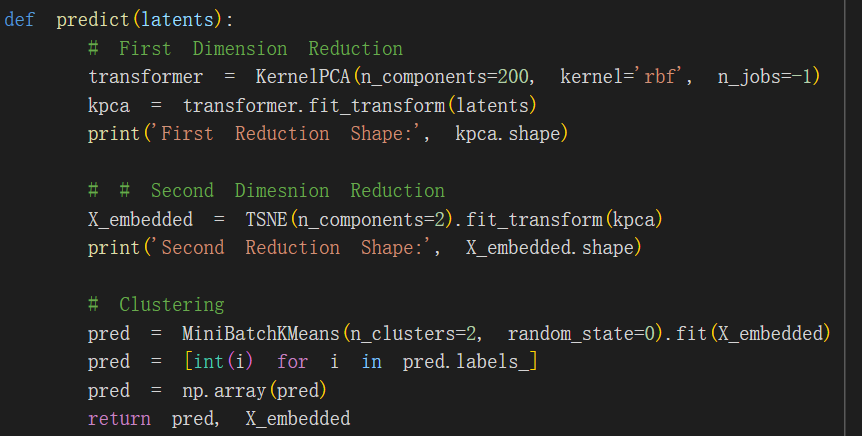 def predict(latents):
# First Dimension Reduction
transformer = KernelPCA(n_components=200, kernel='rbf', n_jobs=-1)
kpca = transformer.fit_transform(latents)
print('First Reduction Shape:', kpca.shape)
# # Second Dimesnion Reduction
X_embedded = TSNE(n_components=2).fit_transform(kpca)
print('Second Reduction Shape:', X_embedded.shape)
# Clustering
pred = MiniBatchKMeans(n_clusters=2, random_state=0).fit(X_embedded)
pred = [int(i) for i in pred.labels_]
pred = np.array(pred)
return pred, X_embedded